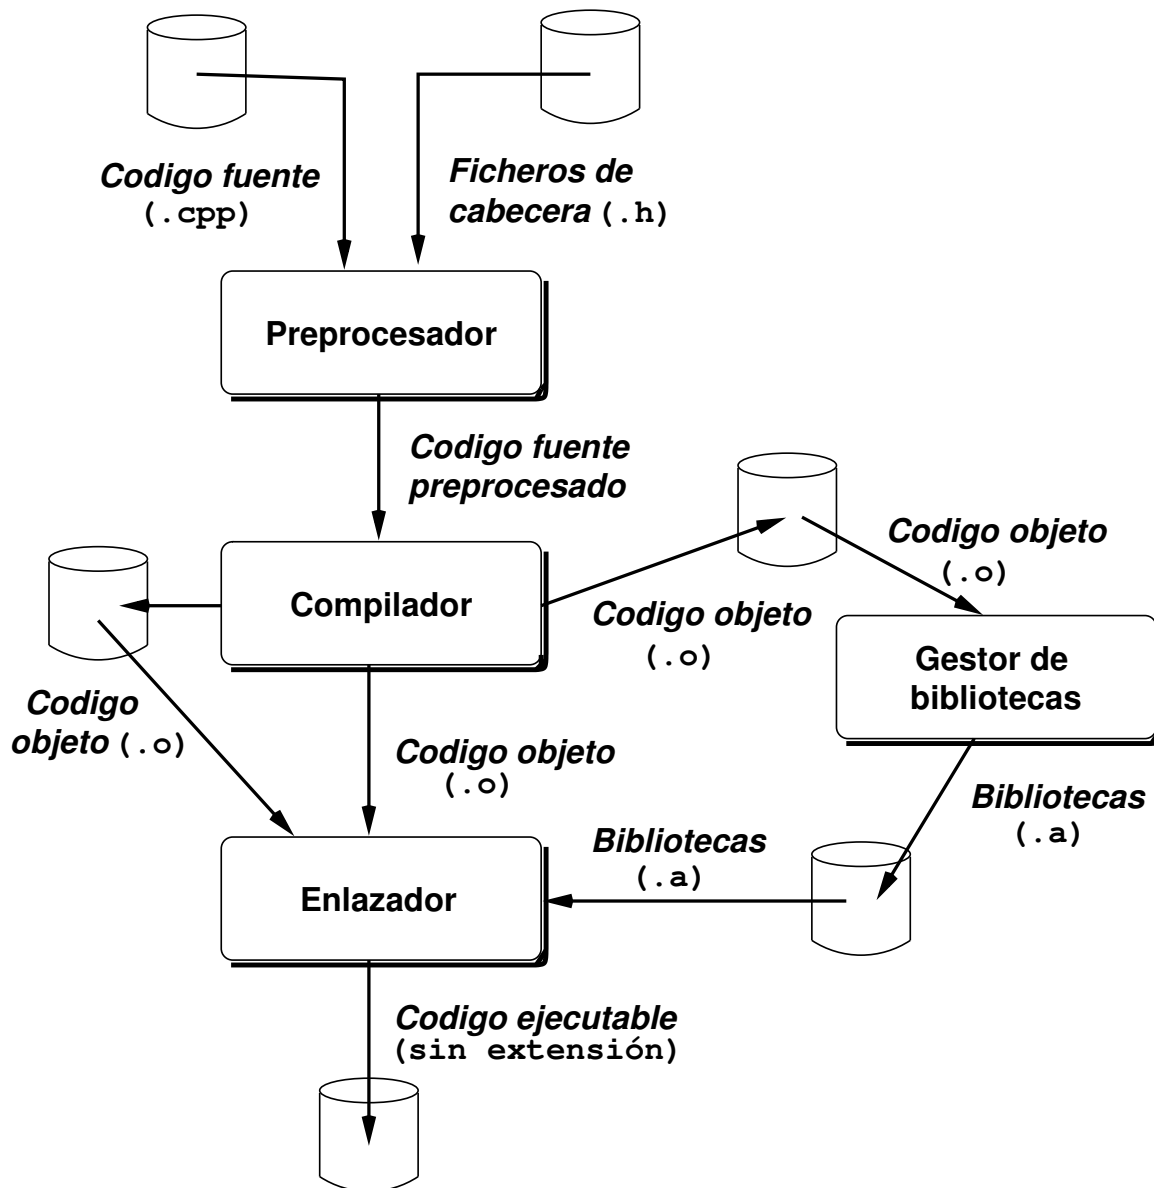 Codigo fuente
(.cpp)
Ficheros de
cabecera (.h)
Preprocesador
Codigo fuente
preprocesado
Codigo objeto
(.o)
Compilador
Codigo objeto
(.o)
Gestor de
bibliotecas
Codigo
objeto (.o)
Codigo objeto
(.o)
Bibliotecas
(.a)
Bibliotecas
(.a)
Enlazador
Codigo ejecutable
(sin extensión)